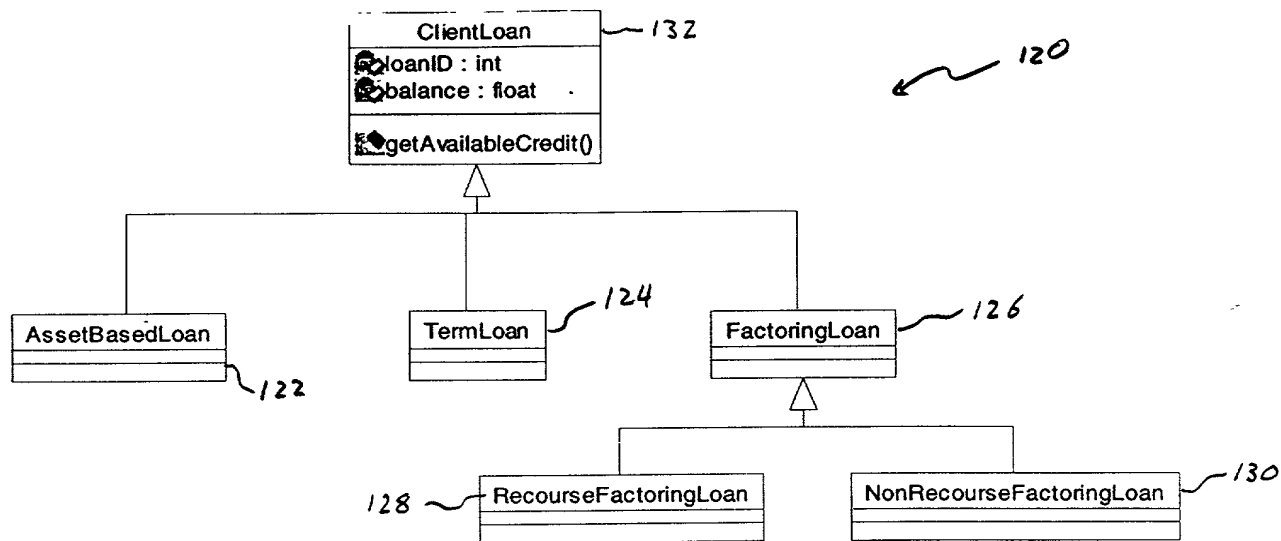 ClientLoan
132
loanID : int
balance : float
getAvailableCredit()
120
AssetBasedLoan
122
TermLoan
124
FactoringLoan
126
RecourseFactoringLoan
128
NonRecourseFactoringLoan
130